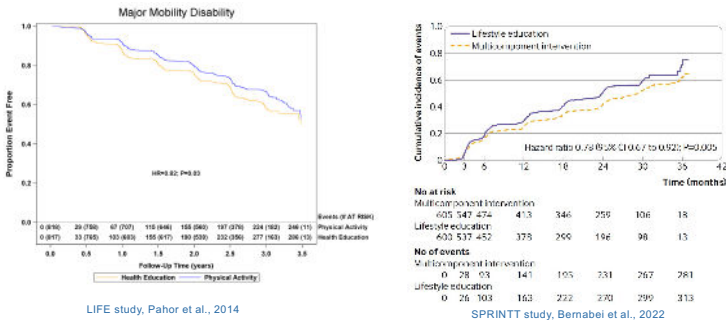 Major Mobility Disability
1.0
0.8
0.6
0.4
0.2
0.0
Proportion Event Free
HR=0.82; P=0.03
Events (# AT RISK)
0 (818) 29 (758) 67 (707) 115 (646) 155 (560) 197 (378) 224 (182) 246 (11) Physical Activity
0 (817) 33 (765) 103 (683) 155 (617) 190 (539) 232 (356) 277 (163) 286 (13) Health Education
0.0 0.5 1.0 1.5 2.0 2.5 3.0 3.5
Follow-Up Time (years)
Health Education Physical Activity
LIFE study, Pahor et al., 2014
Cumulative incidence of events
1.0
0.8
0.6
0.4
0.2
0
Lifestyle education
Multicomponent intervention
Hazard ratio 0.78 (95% CI 0.67 to 0.92); P=0.005
0 3 6 12 18 24 30 36 42
Time (months)
No at risk
Multicomponent intervention
605 547 474 413 346 259 106 18
Lifestyle education
600 537 452 378 299 196 98 13
No of events
Multicomponent intervention
0 28 93 141 193 231 267 281
Lifestyle education
0 26 103 163 222 270 299 313
SPRINTT study, Bernabei et al., 2022